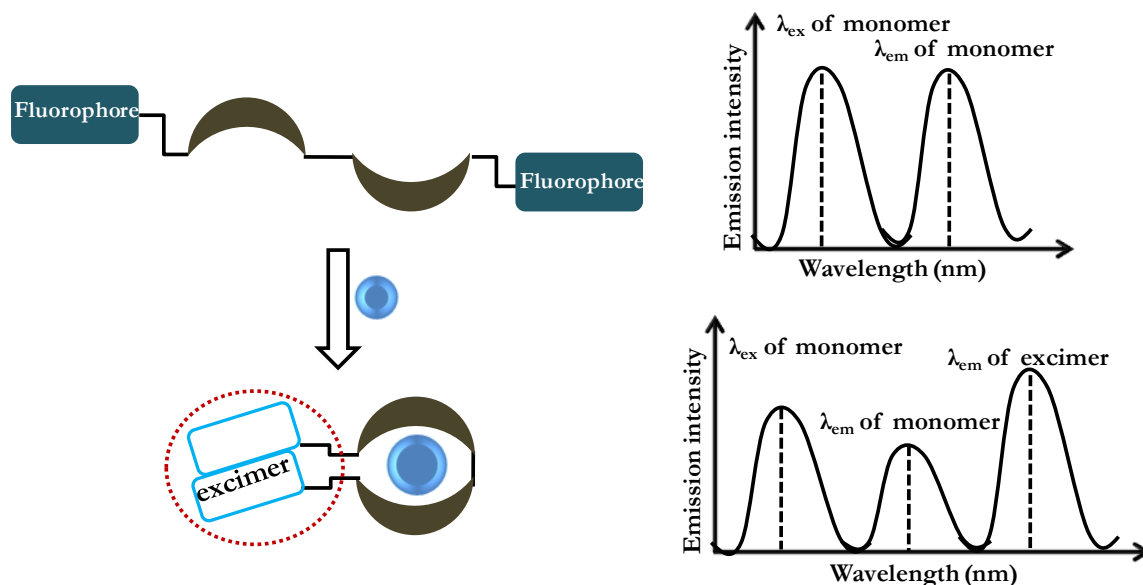 Fluorophore
Fluorophore
excimer
λex of monomer
λem of monomer
Emission intensity
Wavelength (nm)
λex of monomer
λem of excimer
λem of monomer
Emission intensity
Wavelength (nm)